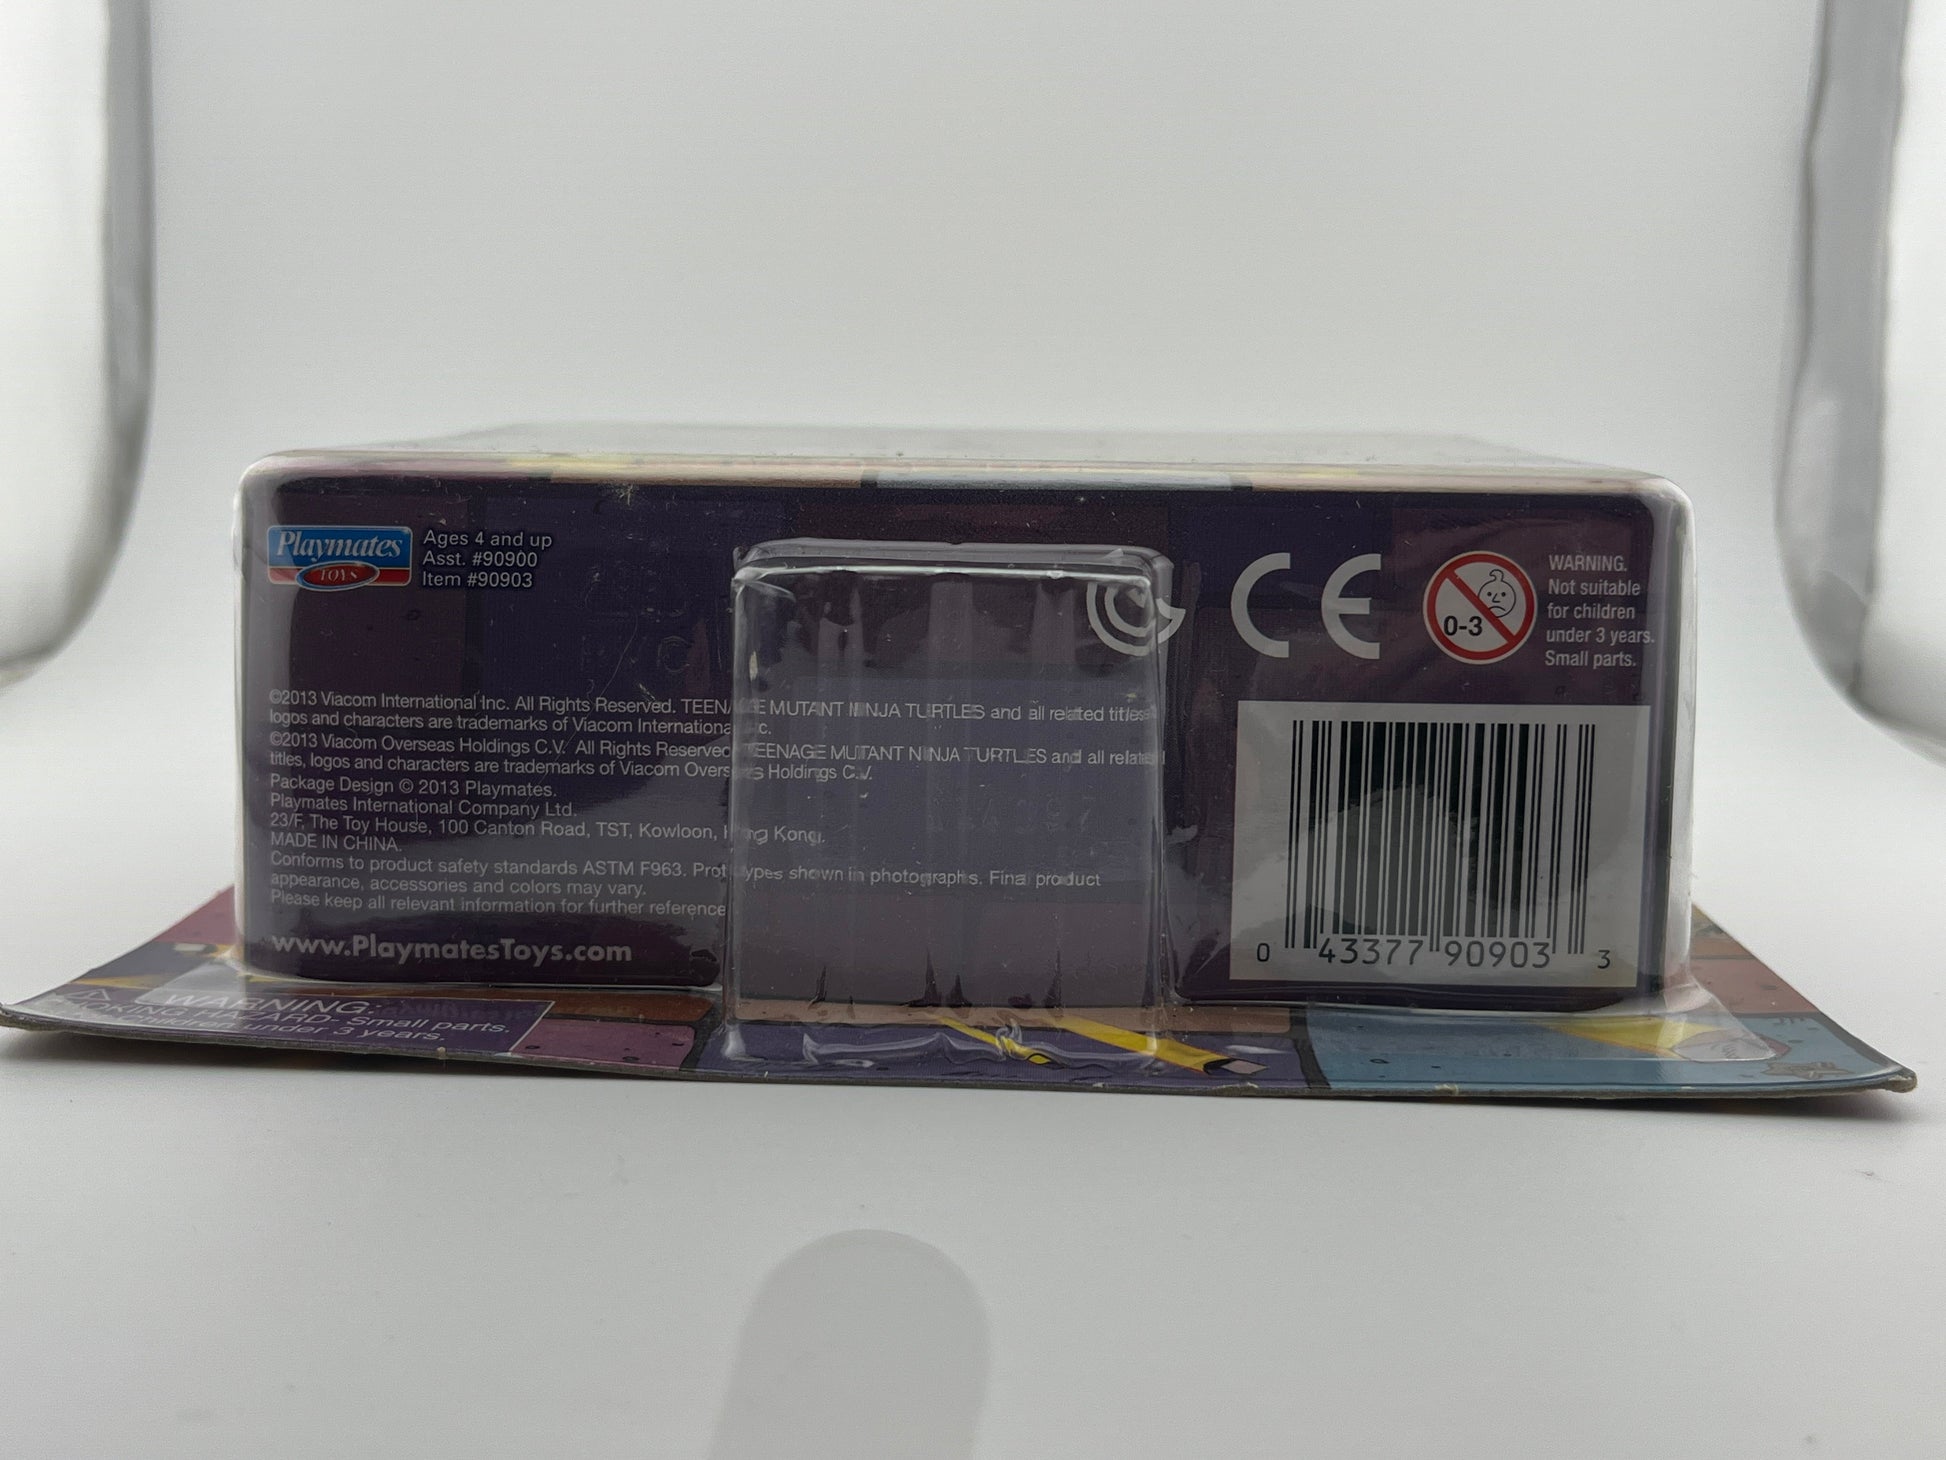 Playmates
TOYS
Ages 4 and up
Asst. #90900
Item #90903
CE
0-3
WARNING.
Not suitable
for children
under 3 years.
Small parts.
©2013 Viacom International Inc. All Rights Reserved. TEENAGE MUTANT NINJA TURTLES and all related titles
logos and characters are trademarks of Viacom International Inc.
©2013 Viacom Overseas Holdings C.V. All Rights Reserved TEENAGE MUTANT NINJA TURTLES and all related
titles, logos and characters are trademarks of Viacom Overseas Holdings C.V.
Package Design © 2013 Playmates.
Playmates International Company Ltd.
23/F, The Toy House, 100 Canton Road, TST, Kowloon, Hong Kong.
MADE IN CHINA.
Conforms to product safety standards ASTM F963. Prototypes shown in photographs. Final product
appearance, accessories and colors may vary.
Please keep all relevant information for further reference
www.PlaymatesToys.com
0 43377 90903 3
WARNING:
HAZARD- Small parts.
under 3 years.